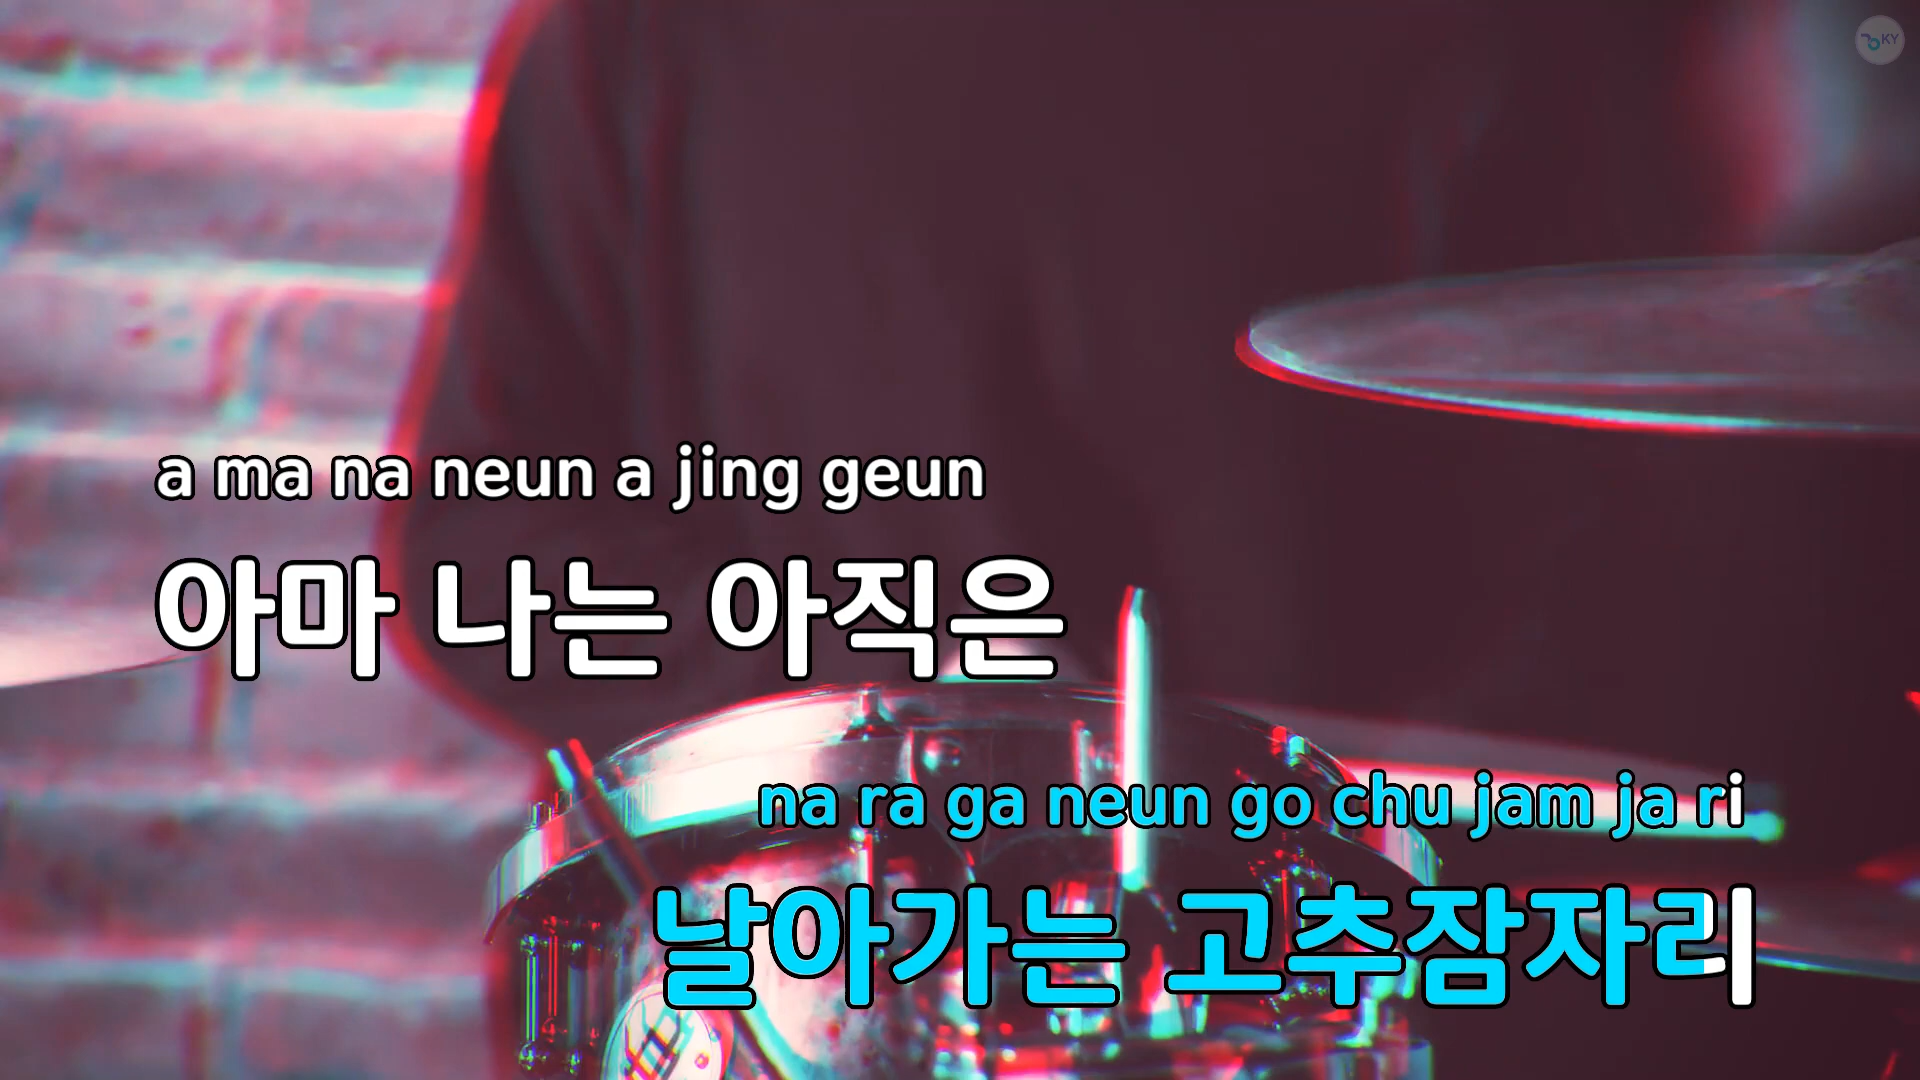 KY
a ma na neun a jing geun
아마 나는 아직은
na ra ga neun go chu jam ja ri
날아가는 고추잠자리